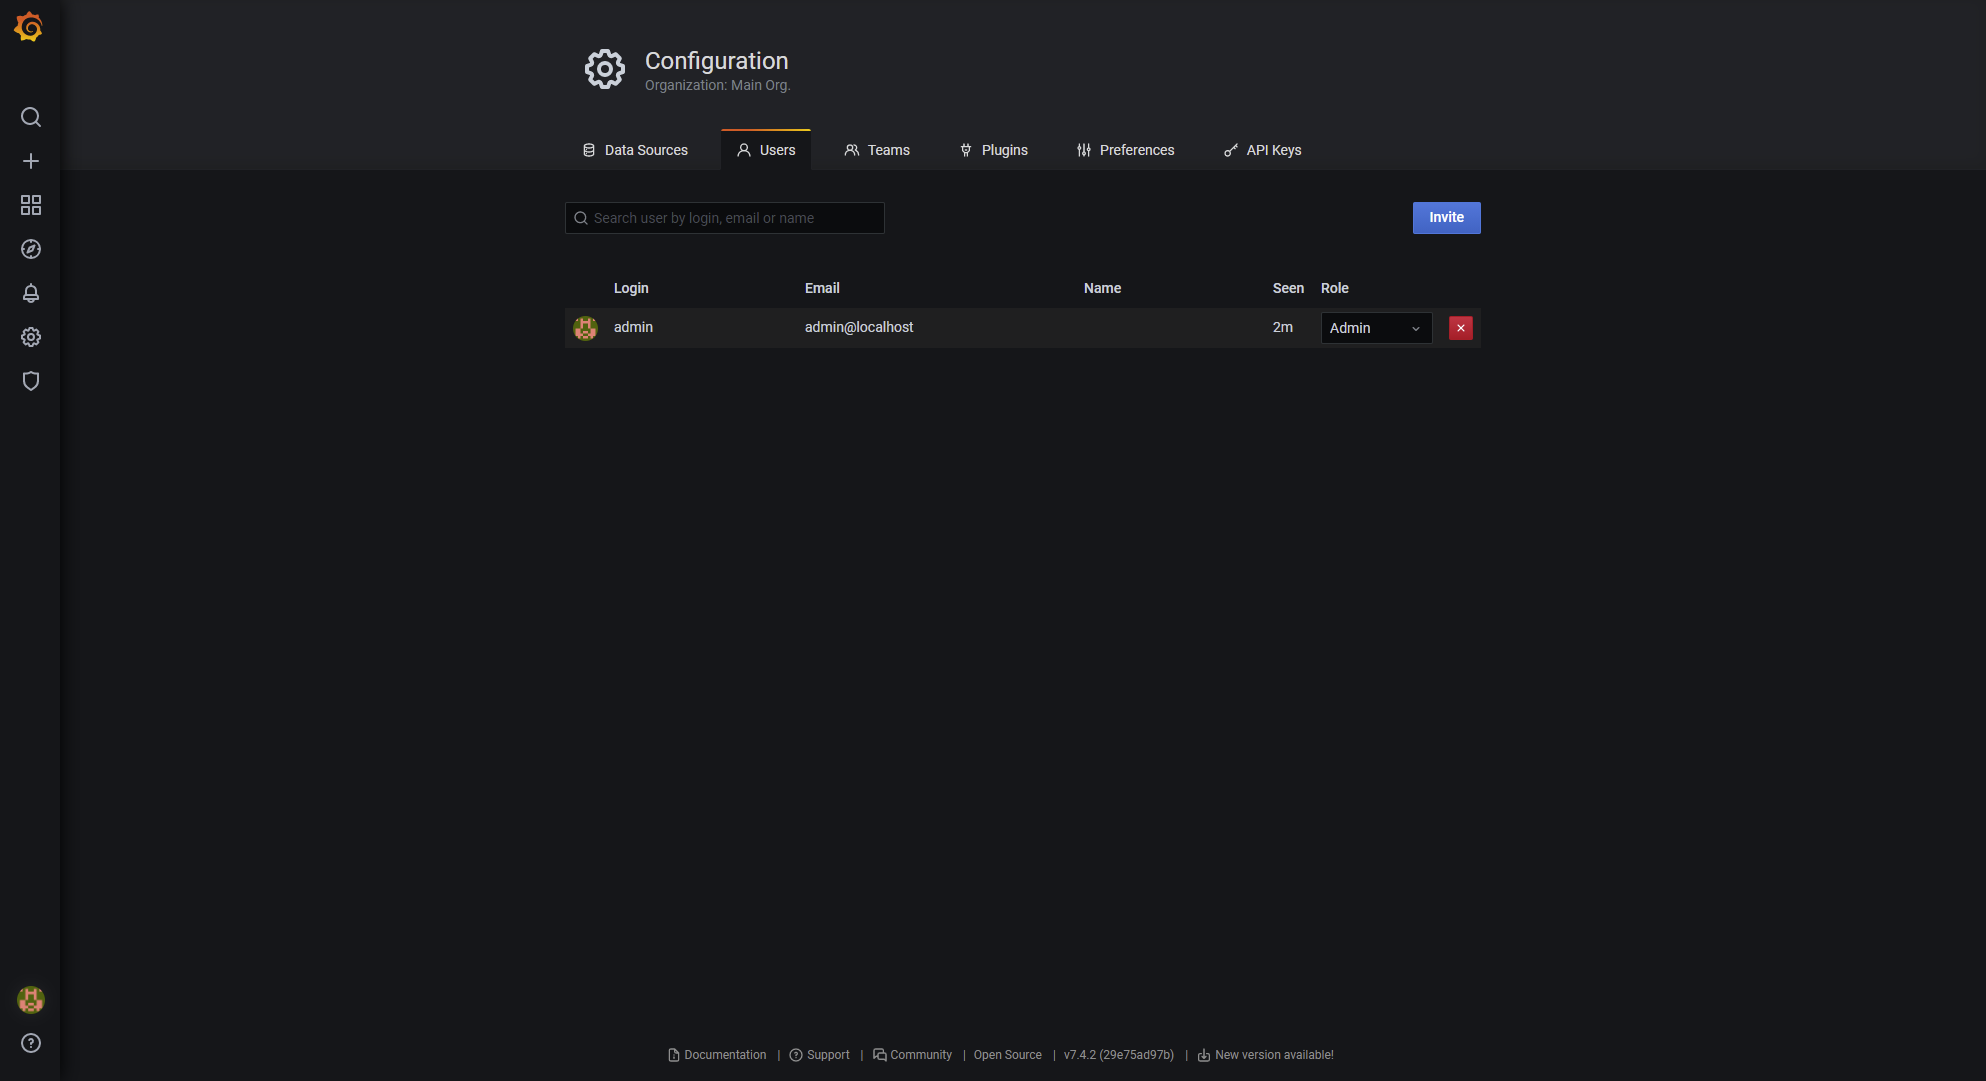 Configuration
Organization: Main Org.
Data Sources Users Teams Plugins Preferences API Keys
Search user by login, email or name Invite
Login Email Name Seen Role
admin admin@localhost 2m Admin
Documentation | Support | Community | Open Source | v7.4.2 (29e75ad97b) | New version available!